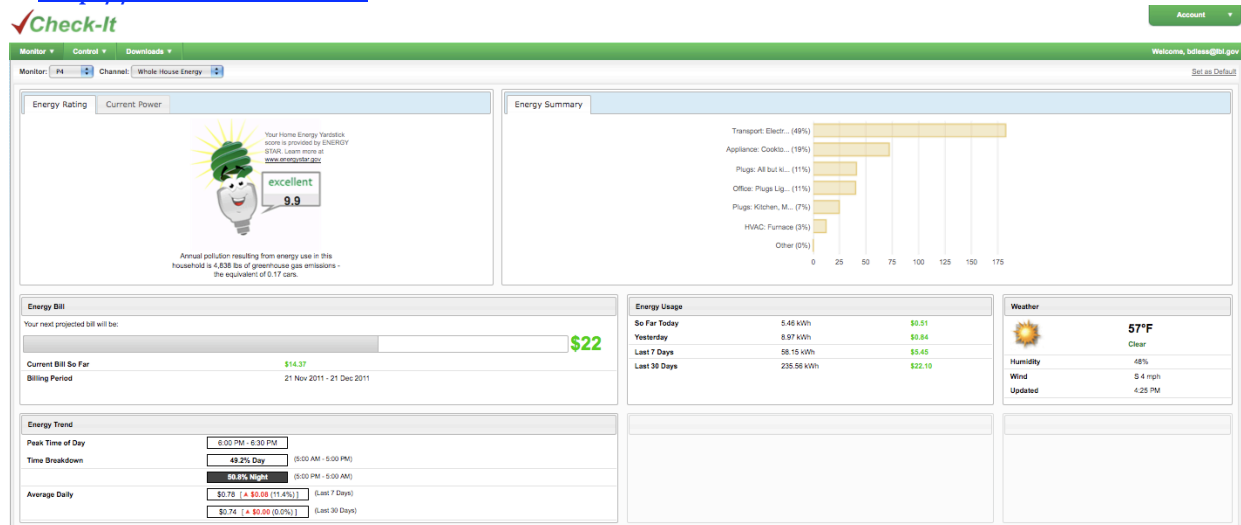 Check-It
Account ▼
Monitor ▼ Control ▼ Downloads ▼ Welcome, bdless@lbl.gov
Monitor: P4 Channel: Whole House Energy Set as Default
Energy Rating Current Power
Your Home Energy Yardstick
score is provided by ENERGY
STAR. Learn more at
www.energystar.gov
excellent
9.9
Annual pollution resulting from energy use in this
household is 4,838 lbs of greenhouse gas emissions -
the equivalent of 0.17 cars.
Energy Summary
Transport: Electr... (49%)
Appliance: Cookto... (19%)
Plugs: All but ki... (11%)
Office: Plugs Lig... (11%)
Plugs: Kitchen, M... (7%)
HVAC: Furnace (3%)
Other (0%)
0 25 50 75 100 125 150 175
Energy Bill
Your next projected bill will be:
$22
Current Bill So Far $14.37
Billing Period 21 Nov 2011 - 21 Dec 2011
Energy Usage
So Far Today 5.46 kWh $0.51
Yesterday 8.97 kWh $0.84
Last 7 Days 58.15 kWh $5.45
Last 30 Days 235.56 kWh $22.10
Weather
57°F
Clear
Humidity 48%
Wind S 4 mph
Updated 4:25 PM
Energy Trend
Peak Time of Day 6:00 PM - 6:30 PM
Time Breakdown 49.2% Day (5:00 AM - 5:00 PM)
50.8% Night (5:00 PM - 5:00 AM)
Average Daily $0.78 [ ▲ $0.08 (11.4%) ] (Last 7 Days)
$0.74 [ ▲ $0.00 (0.0%) ] (Last 30 Days)